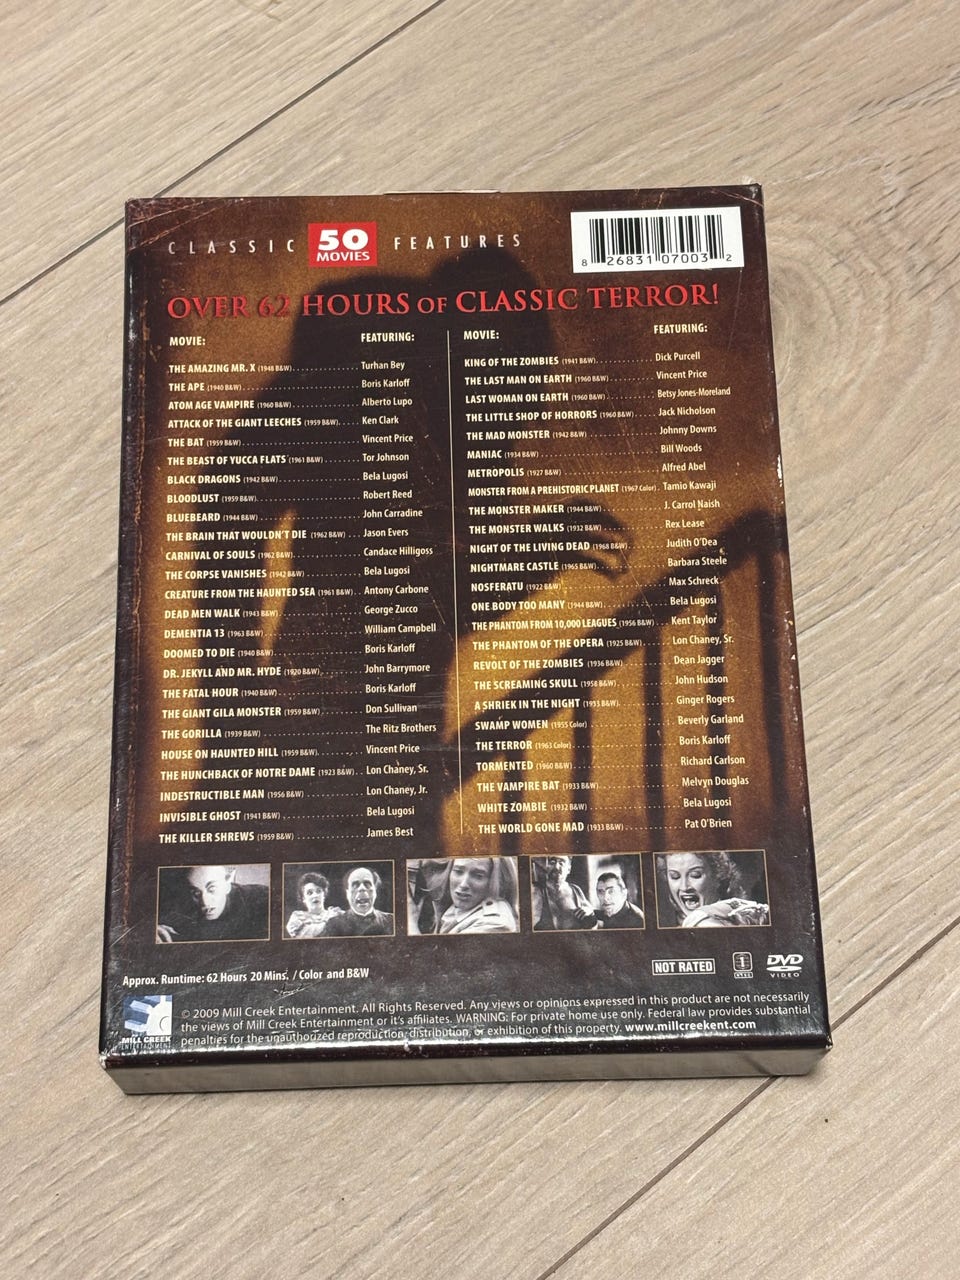 CLASSIC 50 MOVIES FEATURES
8 26831 07003 2
OVER 62 HOURS OF CLASSIC TERROR!
MOVIE: FEATURING:
THE AMAZING MR. X (1948 B&W) Turhan Bey
THE APE (1940 B&W) Boris Karloff
ATOM AGE VAMPIRE (1960 B&W) Alberto Lupo
ATTACK OF THE GIANT LEECHES (1959 B&W) Ken Clark
THE BAT (1959 B&W) Vincent Price
THE BEAST OF YUCCA FLATS (1961 B&W) Tor Johnson
BLACK DRAGONS (1942 B&W) Bela Lugosi
BLOODLUST (1959 B&W) Robert Reed
BLUEBEARD (1944 B&W) John Carradine
THE BRAIN THAT WOULDN'T DIE (1962 B&W) Jason Evers
CARNIVAL OF SOULS (1962 B&W) Candace Hilligoss
THE CORPSE VANISHES (1942 B&W) Bela Lugosi
CREATURE FROM THE HAUNTED SEA (1961 B&W) Antony Carbone
DEAD MEN WALK (1943 B&W) George Zucco
DEMENTIA 13 (1963 B&W) William Campbell
DOOMED TO DIE (1940 B&W) Boris Karloff
DR. JEKYLL AND MR. HYDE (1920 B&W) John Barrymore
THE FATAL HOUR (1940 B&W) Boris Karloff
THE GIANT GILA MONSTER (1959 B&W) Don Sullivan
THE GORILLA (1939 B&W) The Ritz Brothers
HOUSE ON HAUNTED HILL (1959 B&W) Vincent Price
THE HUNCHBACK OF NOTRE DAME (1923 B&W) Lon Chaney, Sr.
INDESTRUCTIBLE MAN (1956 B&W) Lon Chaney, Jr.
INVISIBLE GHOST (1941 B&W) Bela Lugosi
THE KILLER SHREWS (1959 B&W) James Best
MOVIE: FEATURING:
KING OF THE ZOMBIES (1941 B&W) Dick Purcell
THE LAST MAN ON EARTH (1960 B&W) Vincent Price
LAST WOMAN ON EARTH (1960 B&W) Betsy Jones-Moreland
THE LITTLE SHOP OF HORRORS (1960 B&W) Jack Nicholson
THE MAD MONSTER (1942 B&W) Johnny Downs
MANIAC (1934 B&W) Bill Woods
METROPOLIS (1927 B&W) Alfred Abel
MONSTER FROM A PREHISTORIC PLANET (1967 Color) Tamio Kawaji
THE MONSTER MAKER (1944 B&W) J. Carrol Naish
THE MONSTER WALKS (1932 B&W) Rex Lease
NIGHT OF THE LIVING DEAD (1968 B&W) Judith O'Dea
NIGHTMARE CASTLE (1965 B&W) Barbara Steele
NOSFERATU (1922 B&W) Max Schreck
ONE BODY TOO MANY (1944 B&W) Bela Lugosi
THE PHANTOM FROM 10,000 LEAGUES (1956 B&W) Kent Taylor
THE PHANTOM OF THE OPERA (1925 B&W) Lon Chaney, Sr.
REVOLT OF THE ZOMBIES (1936 B&W) Dean Jagger
THE SCREAMING SKULL (1958 B&W) John Hudson
A SHRIEK IN THE NIGHT (1933 B&W) Ginger Rogers
SWAMP WOMEN (1955 Color) Beverly Garland
THE TERROR (1963 Color) Boris Karloff
TORMENTED (1960 B&W) Richard Carlson
THE VAMPIRE BAT (1933 B&W) Melvyn Douglas
WHITE ZOMBIE (1932 B&W) Bela Lugosi
THE WORLD GONE MAD (1933 B&W) Pat O'Brien
Approx. Runtime: 62 Hours 20 Mins. / Color and B&W
NOT RATED
NTSC
DVD VIDEO
MILL CREEK ENTERTAINMENT
© 2009 Mill Creek Entertainment. All Rights Reserved. Any views or opinions expressed in this product are not necessarily
the views of Mill Creek Entertainment or it's affiliates. WARNING: For private home use only. Federal law provides substantial
penalties for the unauthorized reproduction, distribution, or exhibition of this property. www.millcreekent.com